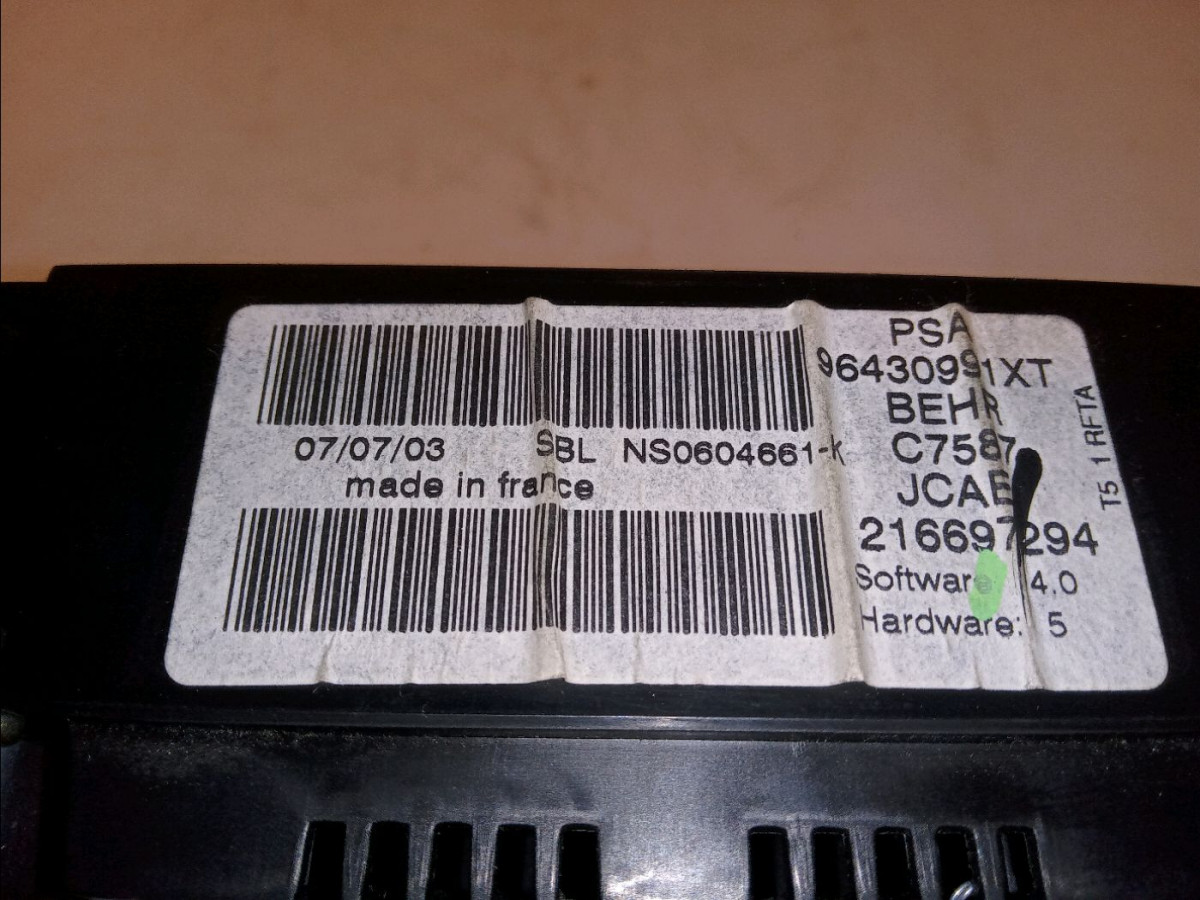 PSA
96430991XT
BEHR
07/07/03 SBL NS0604661-K C7587
made in france JCAE
216697294
Software: 4.0
Hardware: 5
T5 1 RFTA